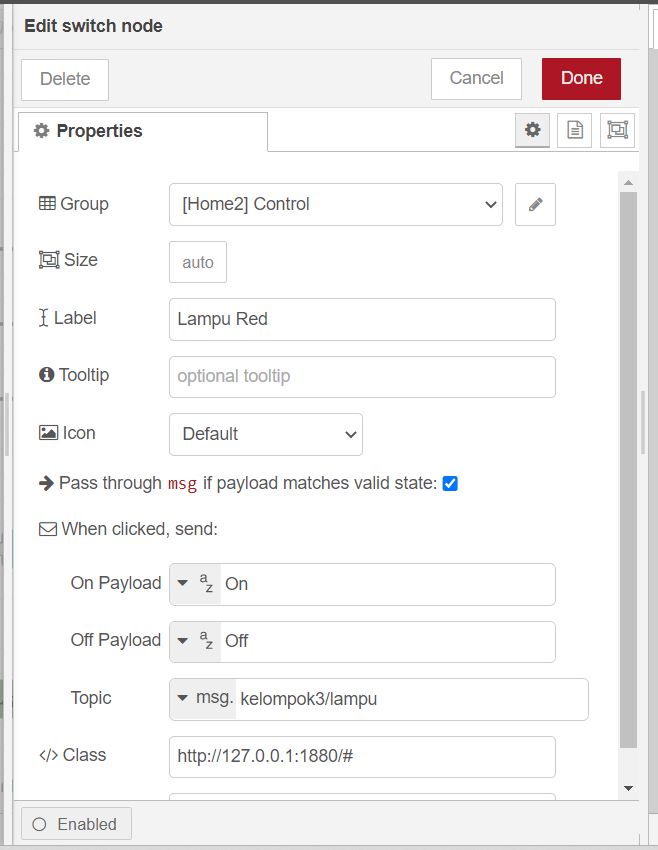 Edit switch node
Delete
Cancel
Done
Properties
Group
[Home2] Control
Size
auto
Label
Lampu Red
Tooltip
optional tooltip
Icon
Default
Pass through msg if payload matches valid state:
When clicked, send:
On Payload
a
z
On
Off Payload
a
z
Off
Topic
msg.
kelompok3/lampu
</> Class
http://127.0.0.1:1880/#
Enabled